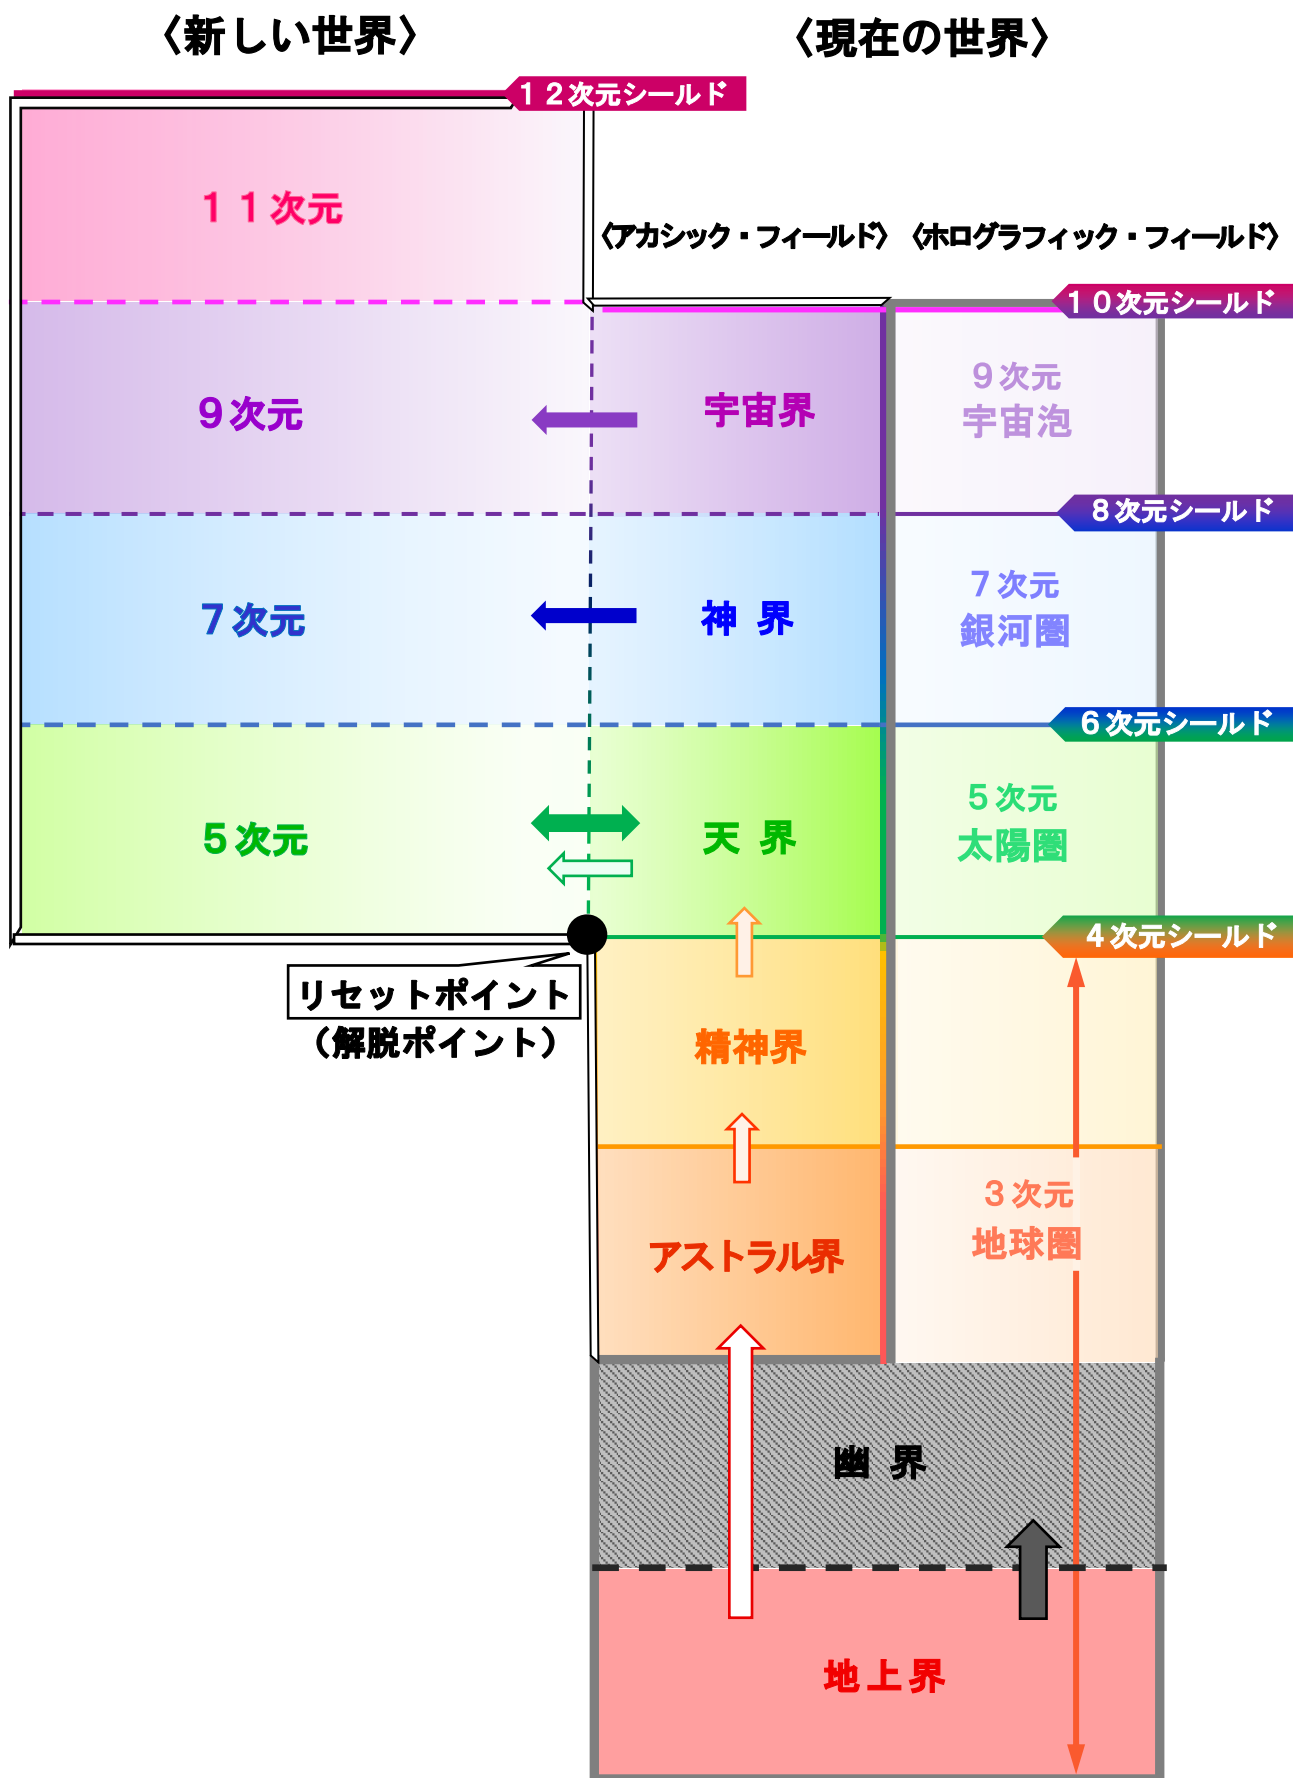 〈新しい世界〉
〈現在の世界〉
１２次元シールド
１１次元
〈アカシック・フィールド〉
〈ホログラフィック・フィールド〉
１０次元シールド
９次元
宇宙界
９次元
宇宙泡
８次元シールド
７次元
神 界
７次元
銀河圏
６次元シールド
５次元
天 界
５次元
太陽圏
４次元シールド
リセットポイント
（解脱ポイント）
精神界
アストラル界
３次元
地球圏
幽 界
地上界